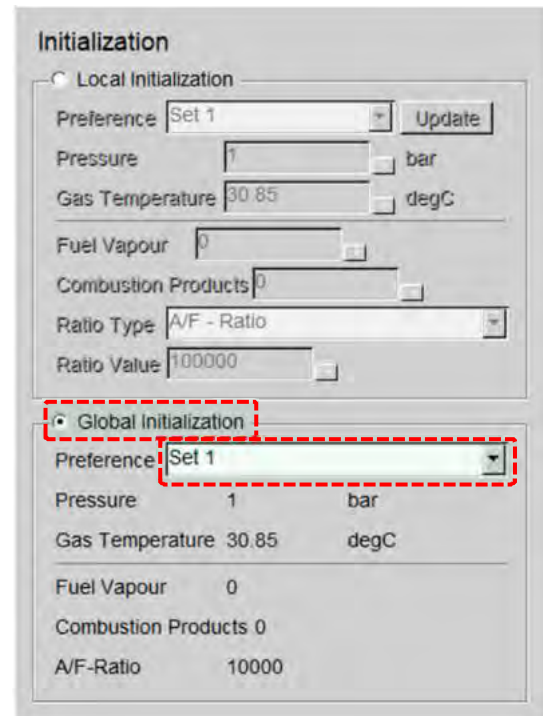 Initialization
Local Initialization
Preference Set 1 Update
Pressure 1 bar
Gas Temperature 30.85 degC
Fuel Vapour 0
Combustion Products 0
Ratio Type A/F - Ratio
Ratio Value 100000
Global Initialization
Preference Set 1
Pressure 1 bar
Gas Temperature 30.85 degC
Fuel Vapour 0
Combustion Products 0
A/F-Ratio 10000